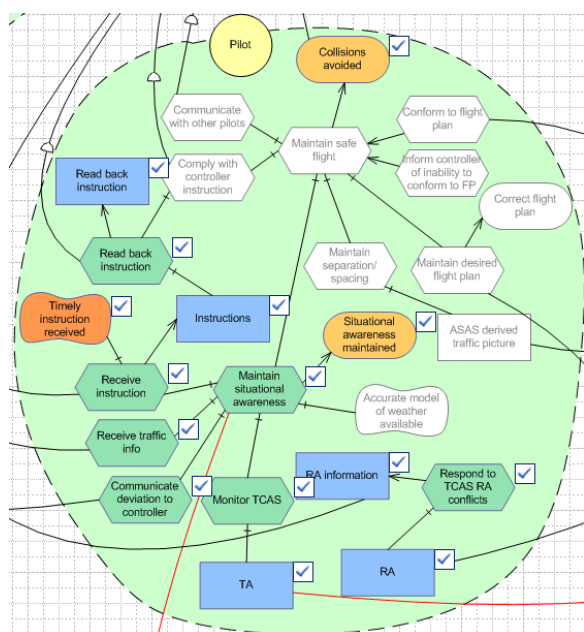 Pilot
Collisions
avoided
Communicate
with other pilots
Conform to flight
plan
Maintain safe
flight
Comply with
controller
instruction
Inform controller
of inability to
conform to FP
Read back
instruction
Correct flight
plan
Read back
instruction
Maintain
separation/
spacing
Maintain desired
flight plan
Timely
instruction
received
Instructions
Situational
awareness
maintained
ASAS derived
traffic picture
Receive
instruction
Maintain
situational
awareness
Accurate model
of weather
available
Receive traffic
info
Communicate
deviation to
controller
Monitor TCAS
RA information
Respond to
TCAS RA
conflicts
TA
RA